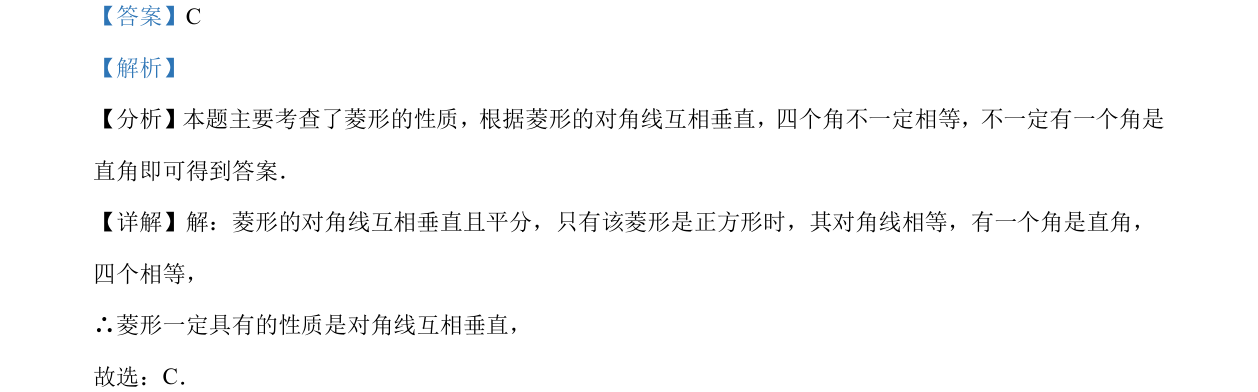 【答案】C
【解析】
【分析】本题主要考查了菱形的性质，根据菱形的对角线互相垂直，四个角不一定相等，不一定有一个角是
直角即可得到答案．
【详解】解：菱形的对角线互相垂直且平分，只有该菱形是正方形时，其对角线相等，有一个角是直角，
四个相等，
∴菱形一定具有的性质是对角线互相垂直，
故选：C．